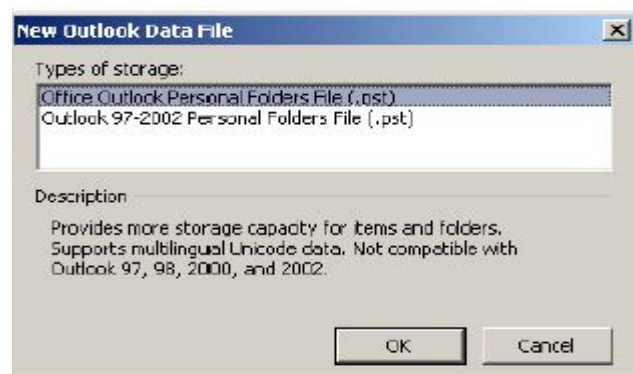 New Outlook Data File
Types of storage:
Office Outlook Personal Folders File (.pst)
Outlook 97-2002 Personal Folders File (.pst)
Description
Provides more storage capacity for items and folders.
Supports multilingual Unicode data. Not compatible with
Outlook 97, 98, 2000, and 2002.
OK
Cancel